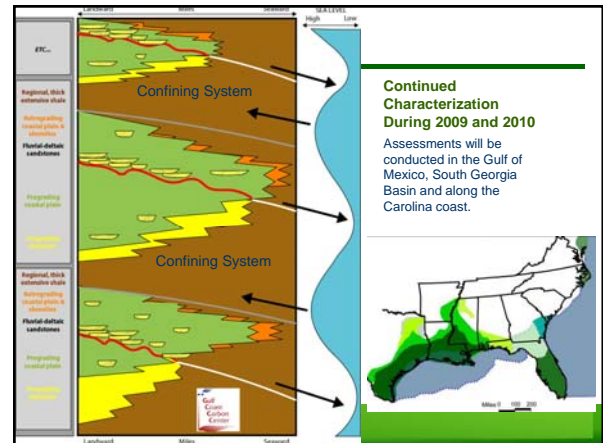 Landward Miles Seaward
SEA LEVEL
High Low
ETC...
Regional, thick
extensive shale
Retrograding
coastal plain &
shorelines
Fluvial-deltaic
sandstones
Prograding
coastal plain
Confining System
Confining System
Regional, thick
extensive shale
Retrograding
coastal plain &
shorelines
Fluvial-deltaic
sandstones
Prograding
coastal plain
Gulf
Coast
Carbon
Center
Landward Miles Seaward
Continued
Characterization
During 2009 and 2010
Assessments will be
conducted in the Gulf of
Mexico, South Georgia
Basin and along the
Carolina coast.
Miles 0 100 200